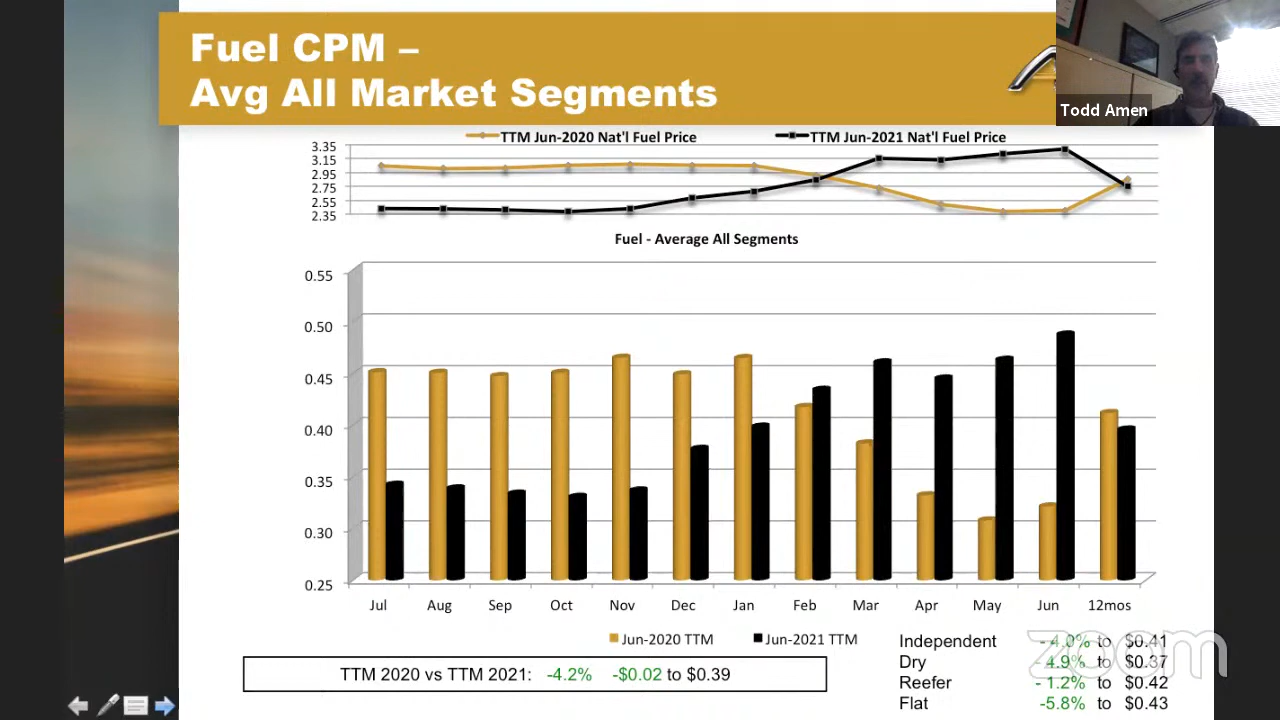 Fuel CPM –
Avg All Market Segments
Todd Amen
TTM Jun-2020 Nat'l Fuel Price
TTM Jun-2021 Nat'l Fuel Price
3.35
3.15
2.95
2.75
2.55
2.35
Fuel - Average All Segments
0.55
0.50
0.45
0.40
0.35
0.30
0.25
Jul Aug Sep Oct Nov Dec Jan Feb Mar Apr May Jun 12mos
Jun-2020 TTM Jun-2021 TTM
TTM 2020 vs TTM 2021: -4.2% -$0.02 to $0.39
Independent -4.0% to $0.41
Dry 4.9% to $0.37
Reefer - 1.2% to $0.42
Flat -5.8% to $0.43
zoom